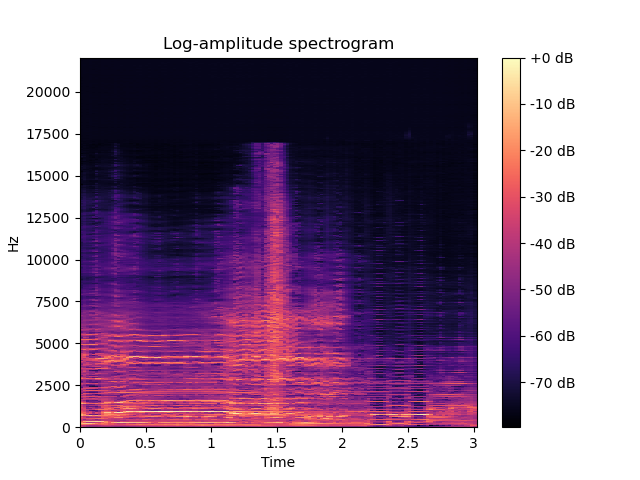 Log-amplitude spectrogram
20000
17500
15000
12500
10000
7500
5000
2500
0
Hz
0 0.5 1 1.5 2 2.5 3
Time
+0 dB
-10 dB
-20 dB
-30 dB
-40 dB
-50 dB
-60 dB
-70 dB